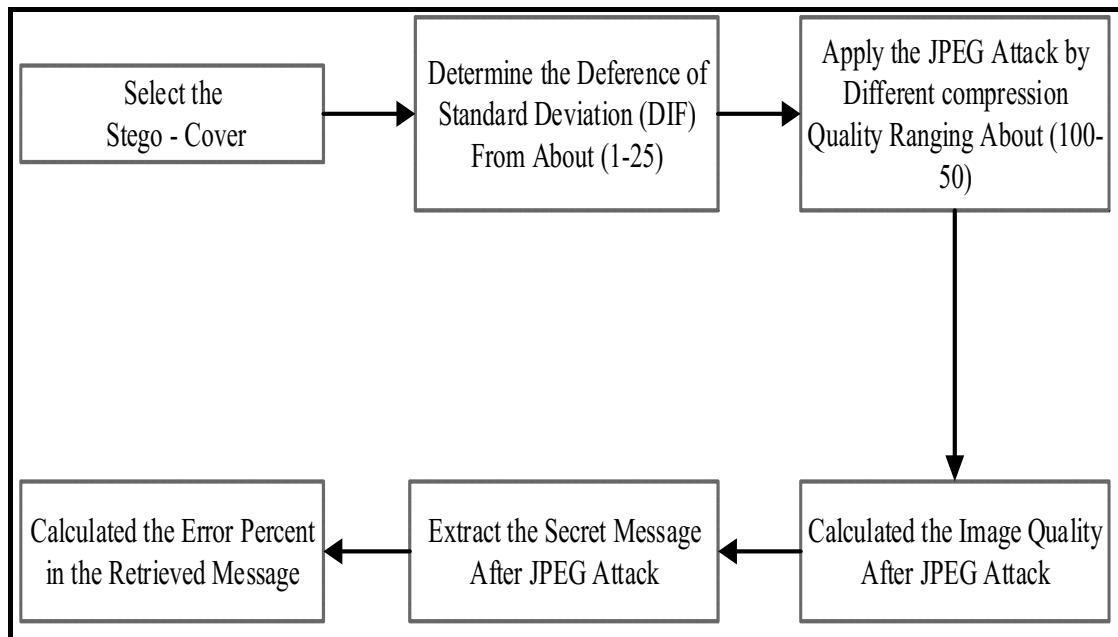 Select the
Stego - Cover
Determine the Deference of
Standard Deviation (DIF)
From About (1-25)
Apply the JPEG Attack by
Different compression
Quality Ranging About (100-
50)
Calculated the Image Quality
After JPEG Attack
Extract the Secret Message
After JPEG Attack
Calculated the Error Percent
in the Retrieved Message